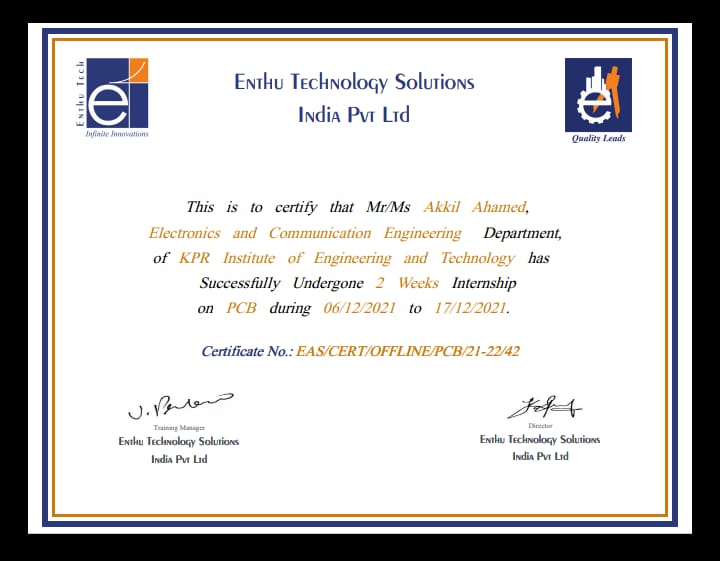 Enthu Tech
Infinite Innovations
Enthu Technology Solutions
India Pvt Ltd
Quality Leads
This is to certify that Mr/Ms Akkil Ahamed,
Electronics and Communication Engineering Department,
of KPR Institute of Engineering and Technology has
Successfully Undergone 2 Weeks Internship
on PCB during 06/12/2021 to 17/12/2021.
Certificate No.: EAS/CERT/OFFLINE/PCB/21-22/42
Training Manager
Enthu Technology Solutions
India Pvt Ltd
Director
Enthu Technology Solutions
India Pvt Ltd